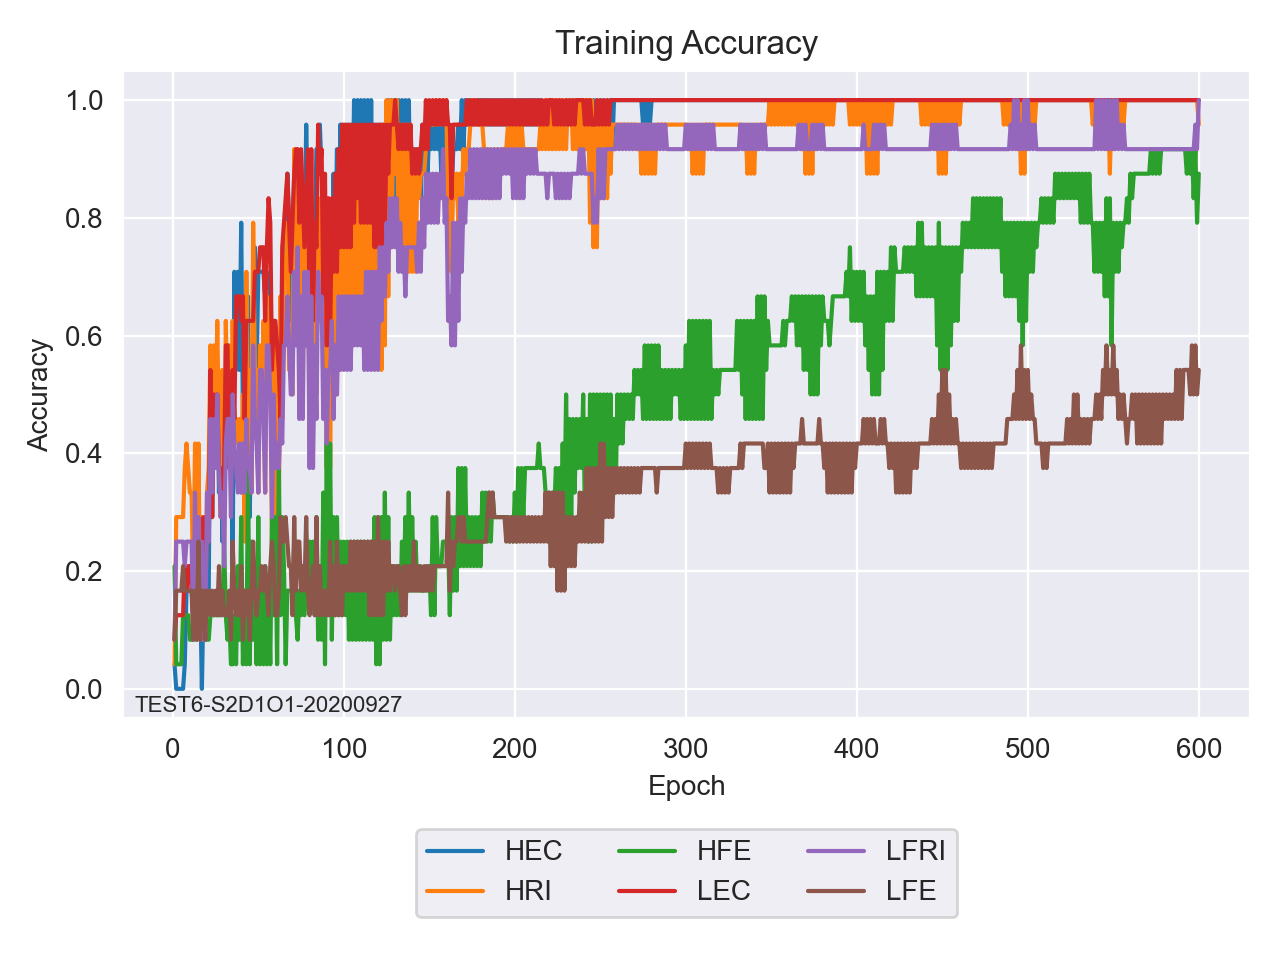 Training Accuracy
1.0
0.8
0.6
0.4
0.2
0.0
Accuracy
TEST6-S2D1O1-20200927
0 100 200 300 400 500 600
Epoch
HEC HFE LFRI
HRI LEC LFE